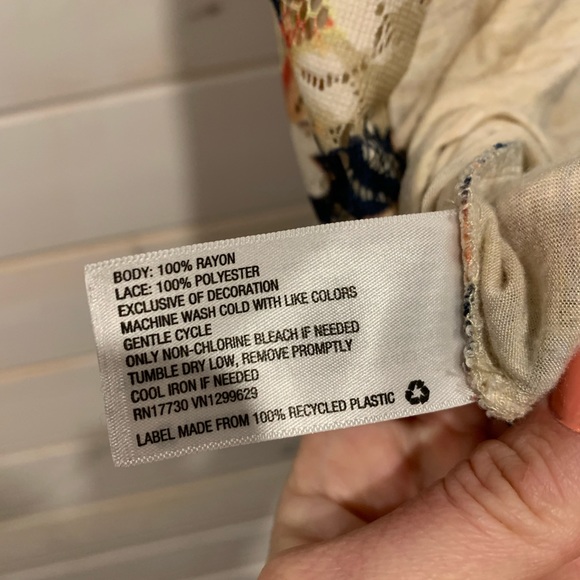 BODY: 100% RAYON
LACE: 100% POLYESTER
EXCLUSIVE OF DECORATION
MACHINE WASH COLD WITH LIKE COLORS
GENTLE CYCLE
ONLY NON-CHLORINE BLEACH IF NEEDED
TUMBLE DRY LOW, REMOVE PROMPTLY
COOL IRON IF NEEDED
RN17730 VN1299629
LABEL MADE FROM 100% RECYCLED PLASTIC